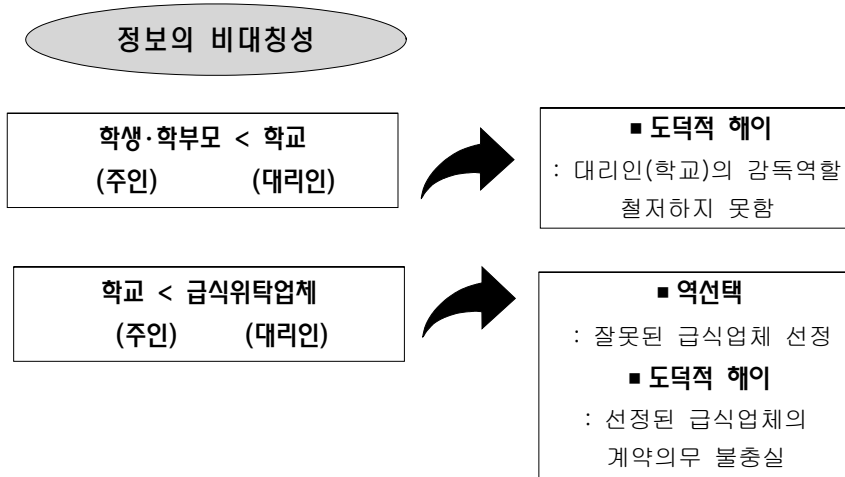 정보의 비대칭성
학생·학부모 < 학교
(주인) (대리인)
■ 도덕적 해이
: 대리인(학교)의 감독역할
철저하지 못함
학교 < 급식위탁업체
(주인) (대리인)
■ 역선택
: 잘못된 급식업체 선정
■ 도덕적 해이
: 선정된 급식업체의
계약의무 불충실